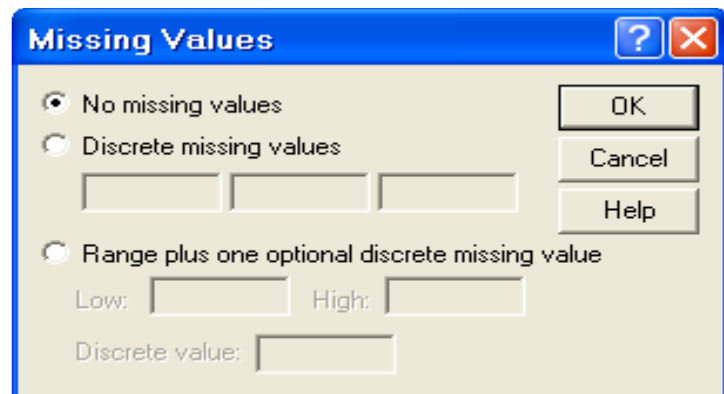 Missing Values
No missing values
OK
Discrete missing values
Cancel
Help
Range plus one optional discrete missing value
Low: High:
Discrete value: